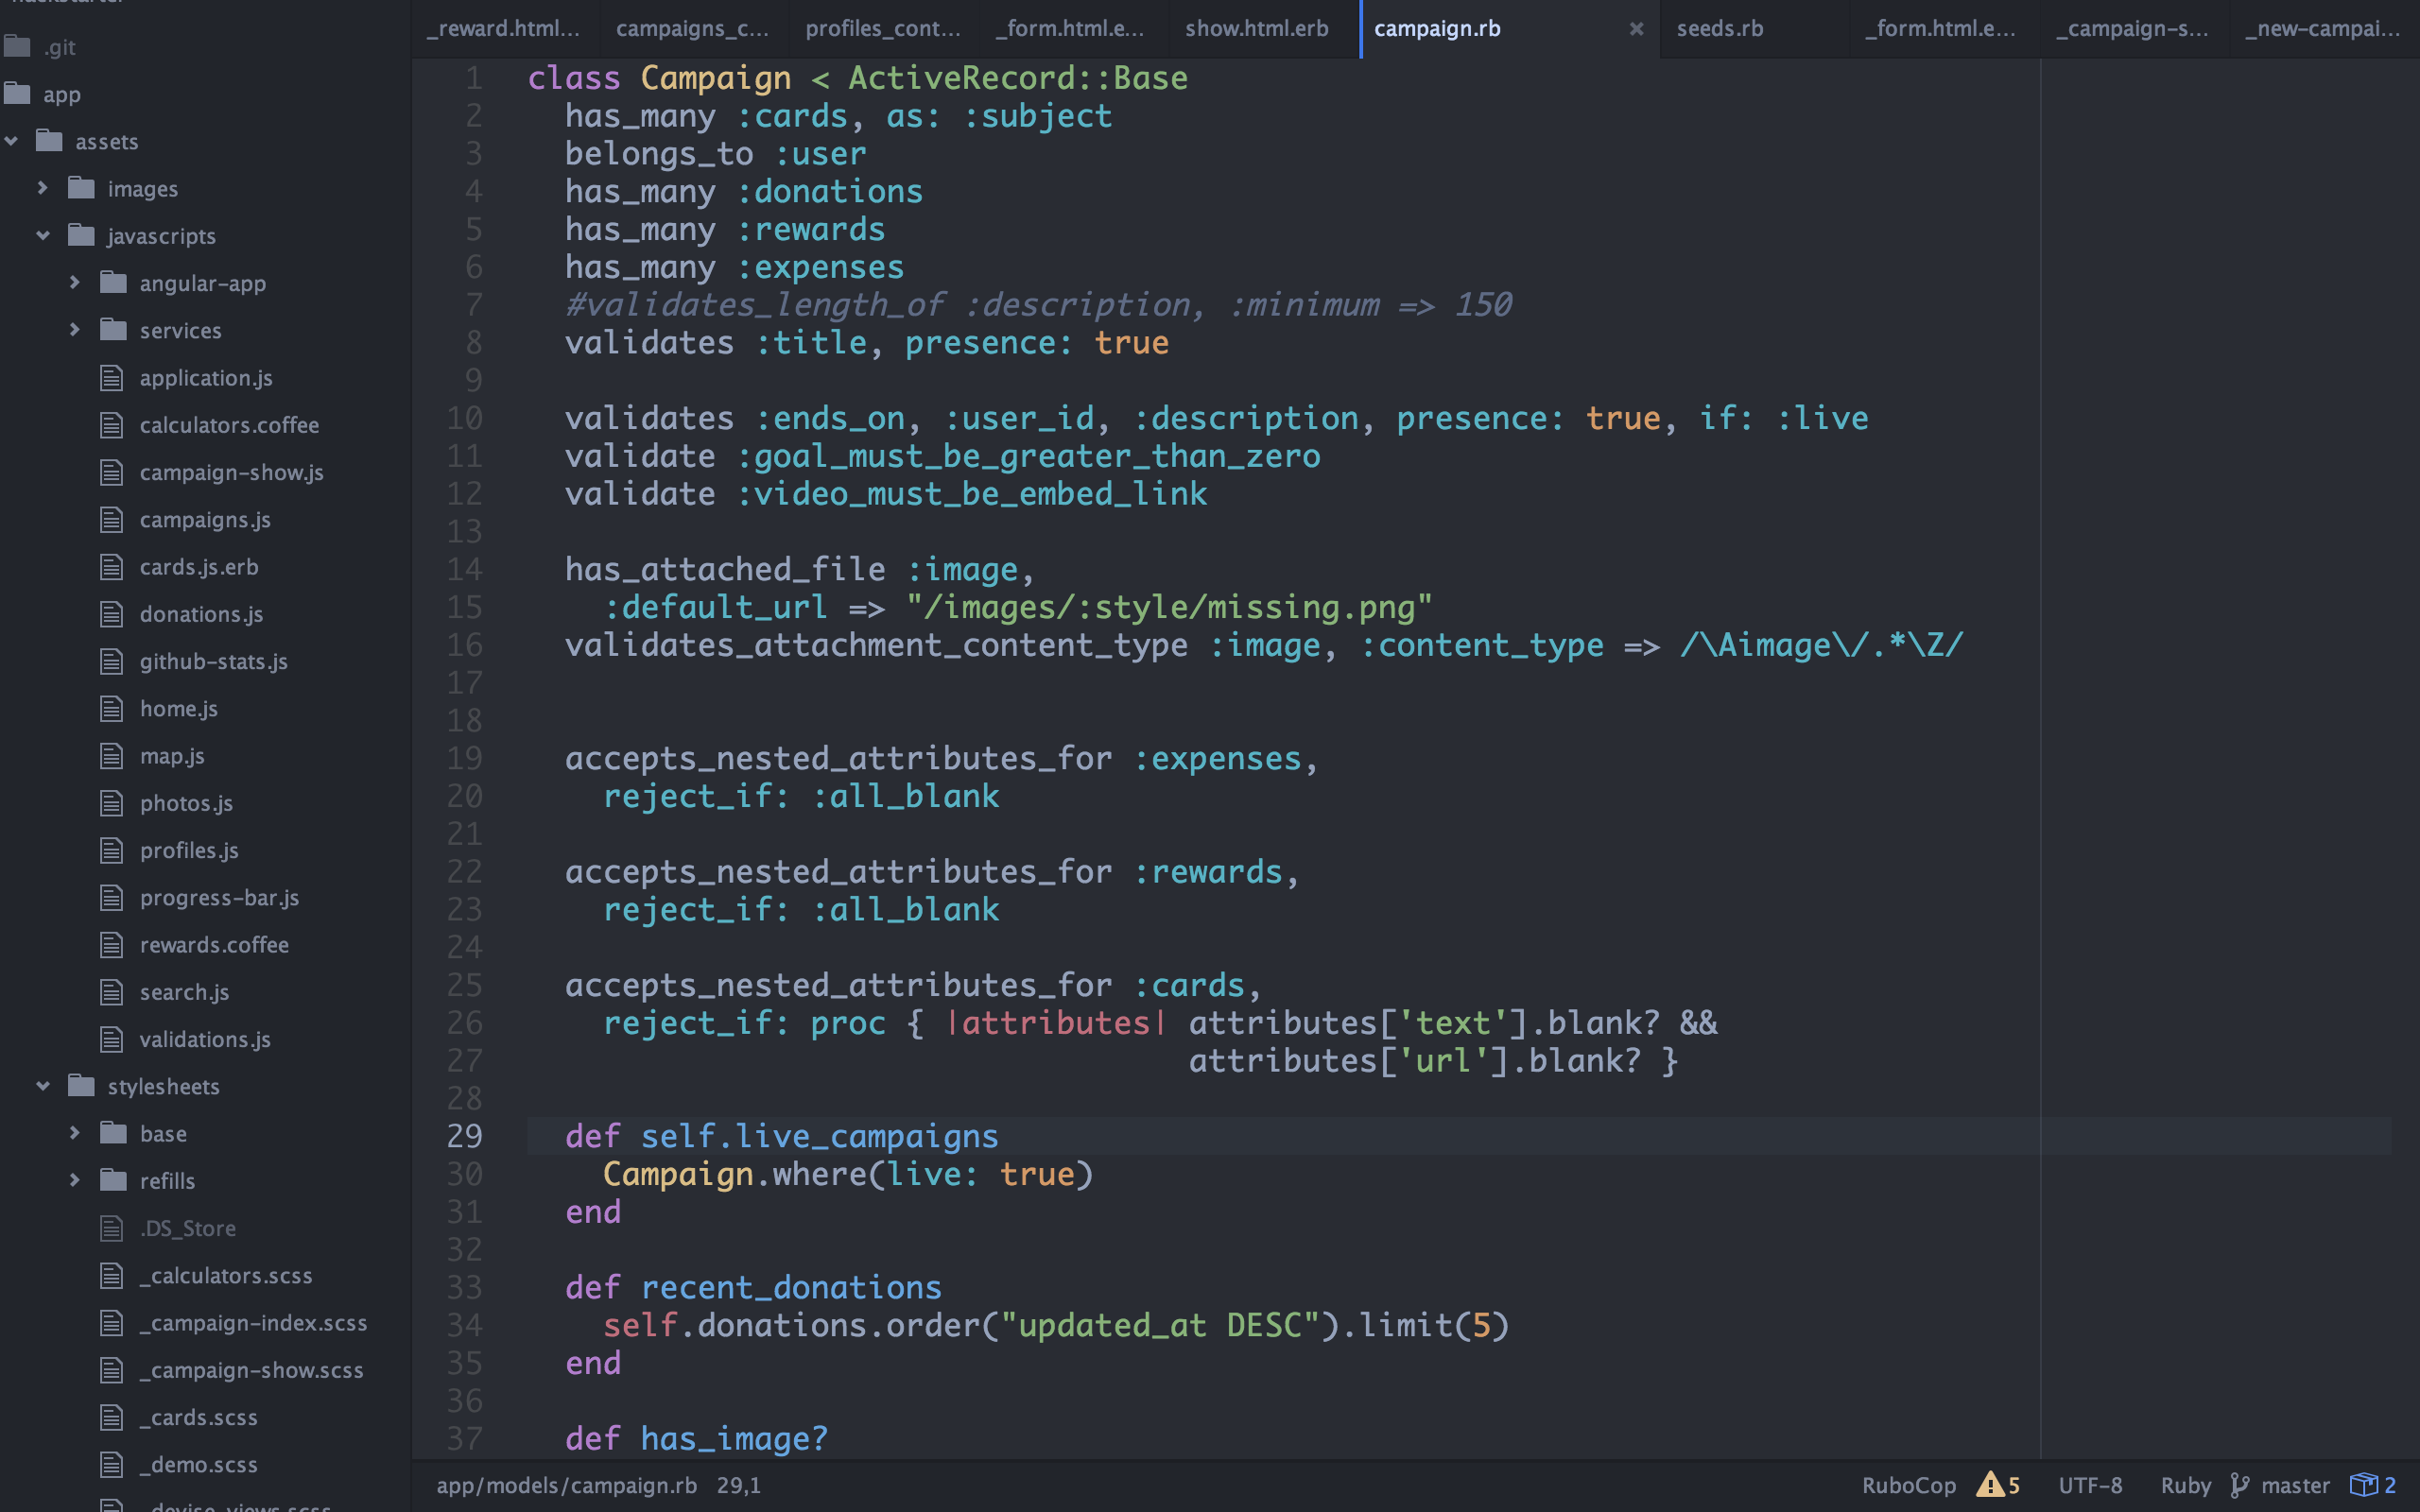 .git
app
assets
images
javascripts
angular-app
services
application.js
calculators.coffee
campaign-show.js
campaigns.js
cards.js.erb
donations.js
github-stats.js
home.js
map.js
photos.js
profiles.js
progress-bar.js
rewards.coffee
search.js
validations.js
stylesheets
base
refills
.DS_Store
_calculators.scss
_campaign-index.scss
_campaign-show.scss
_cards.scss
_demo.scss
_reward.html... campaigns_c... profiles_cont... _form.html.e... show.html.erb campaign.rb × seeds.rb _form.html.e... _campaign-s... _new-campai...
1 class Campaign < ActiveRecord::Base
2   has_many :cards, as: :subject
3   belongs_to :user
4   has_many :donations
5   has_many :rewards
6   has_many :expenses
7   #validates_length_of :description, :minimum => 150
8   validates :title, presence: true
9
10   validates :ends_on, :user_id, :description, presence: true, if: :live
11   validate :goal_must_be_greater_than_zero
12   validate :video_must_be_embed_link
13
14   has_attached_file :image,
15     :default_url => "/images/:style/missing.png"
16   validates_attachment_content_type :image, :content_type => /\Aimage\/.*\Z/
17
18
19   accepts_nested_attributes_for :expenses,
20     reject_if: :all_blank
21
22   accepts_nested_attributes_for :rewards,
23     reject_if: :all_blank
24
25   accepts_nested_attributes_for :cards,
26     reject_if: proc { |attributes| attributes['text'].blank? &&
27                                    attributes['url'].blank? }
28
29   def self.live_campaigns
30     Campaign.where(live: true)
31   end
32
33   def recent_donations
34     self.donations.order("updated_at DESC").limit(5)
35   end
36
37   def has_image?
app/models/campaign.rb 29,1 RuboCop 5 UTF-8 Ruby master 2